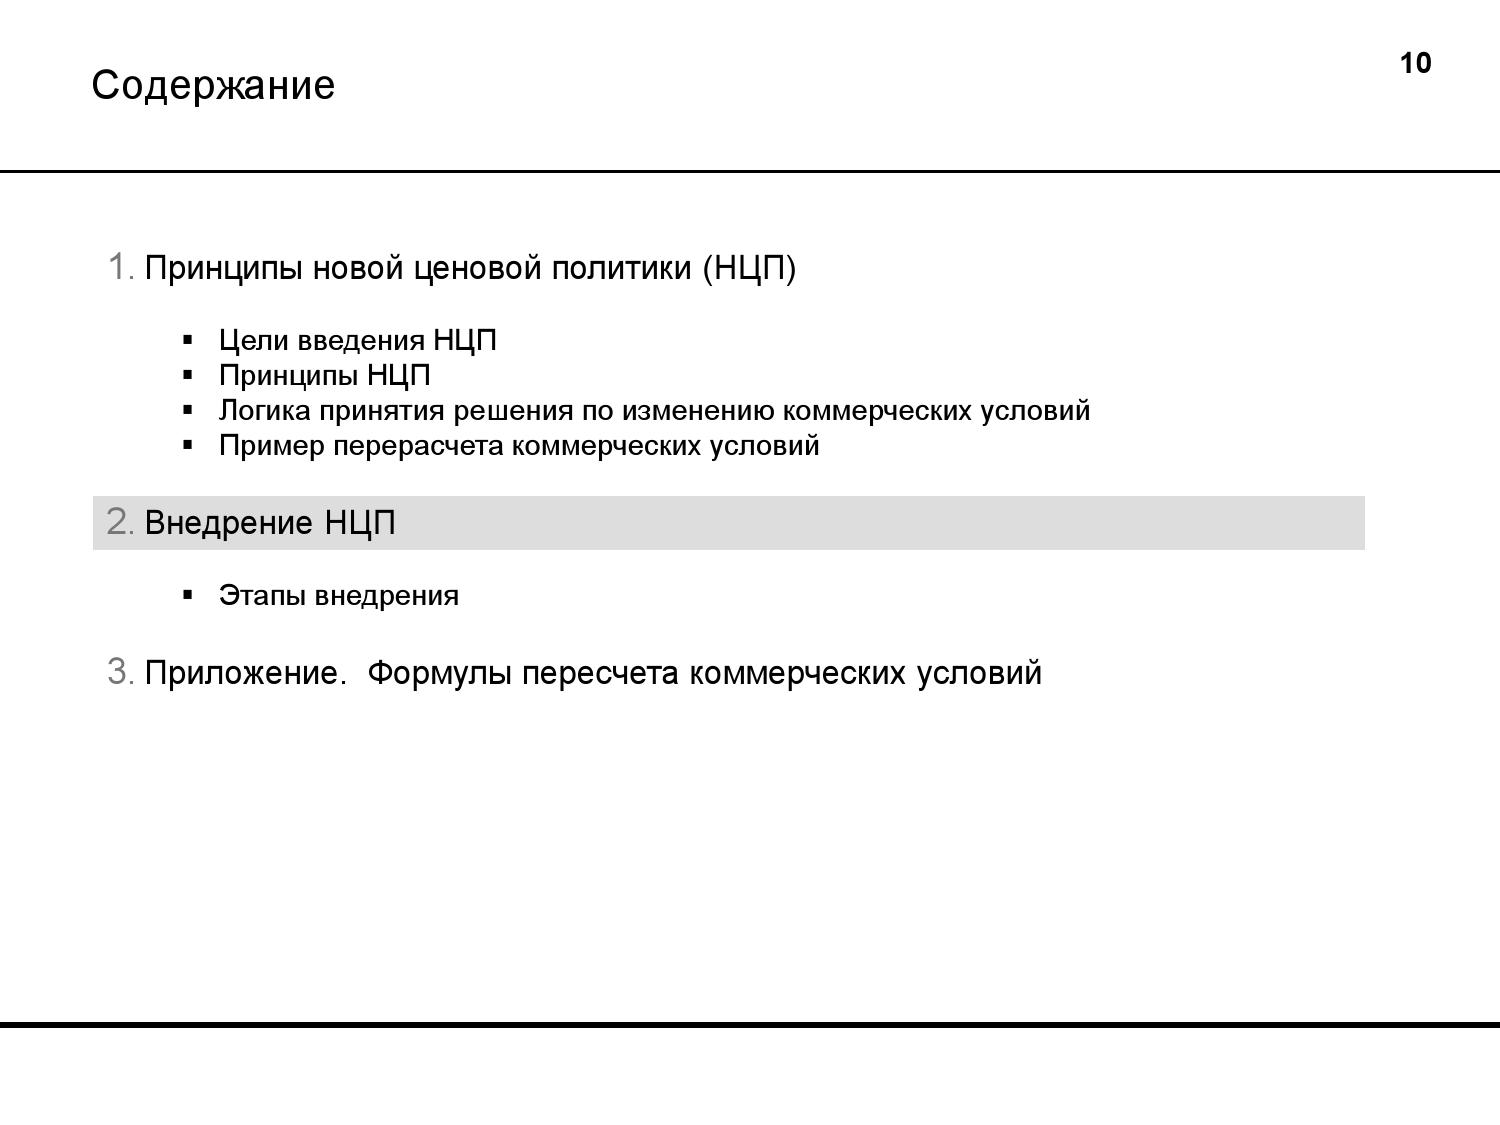 Содержание
10
1. Принципы новой ценовой политики (НЦП)
▪ Цели введения НЦП
▪ Принципы НЦП
▪ Логика принятия решения по изменению коммерческих условий
▪ Пример перерасчета коммерческих условий
2. Внедрение НЦП
▪ Этапы внедрения
3. Приложение.  Формулы пересчета коммерческих условий